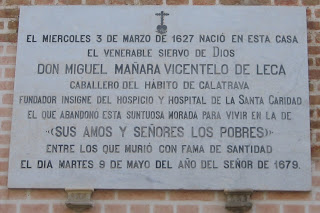 EL MIERCOLES 3 DE MARZO DE 1627 NACIÓ EN ESTA CASA
EL VENERABLE SIERVO DE DIOS
DON MIGUEL MAÑARA VICENTELO DE LECA
CABALLERO DEL HÁBITO DE CALATRAVA
FUNDADOR INSIGNE DEL HOSPICIO Y HOSPITAL DE LA SANTA CARIDAD
EL QUE ABANDONÓ ESTA SUNTUOSA MORADA PARA VIVIR EN LA DE
«SUS AMOS Y SEÑORES LOS POBRES»
ENTRE LOS QUE MURIÓ CON FAMA DE SANTIDAD
EL DÍA MARTES 9 DE MAYO DEL AÑO DEL SEÑOR DE 1679.